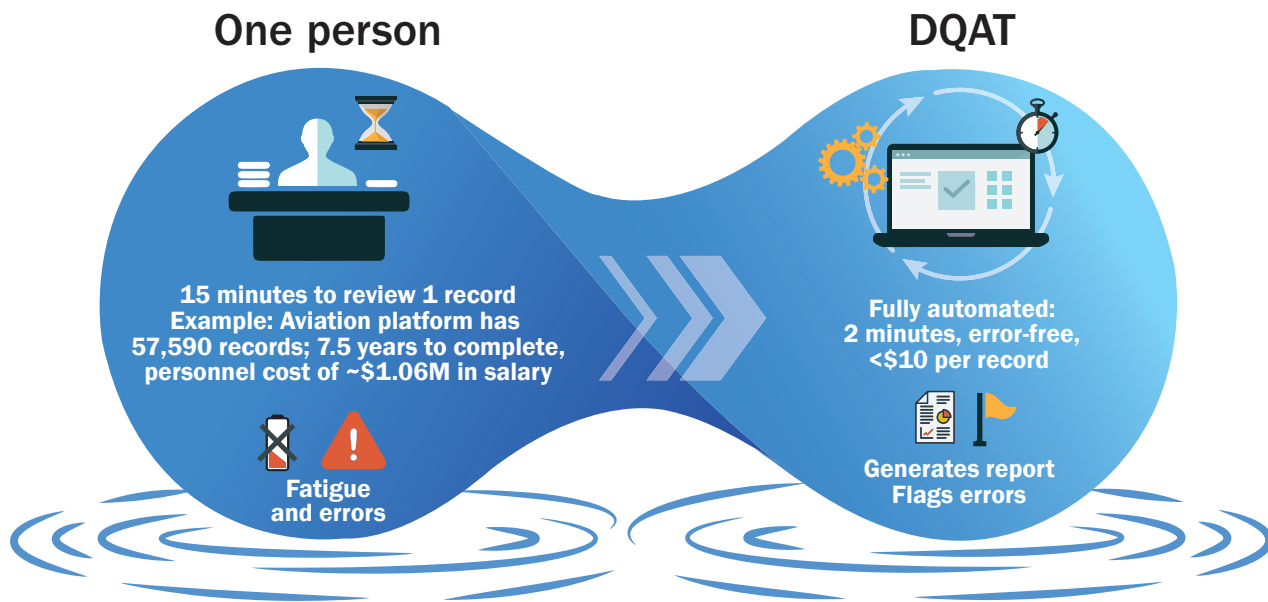 One person
15 minutes to review 1 record
Example: Aviation platform has
57,590 records; 7.5 years to complete,
personnel cost of ~$1.06M in salary
Fatigue
and errors
DQAT
Fully automated:
2 minutes, error-free,
<$10 per record
Generates report
Flags errors